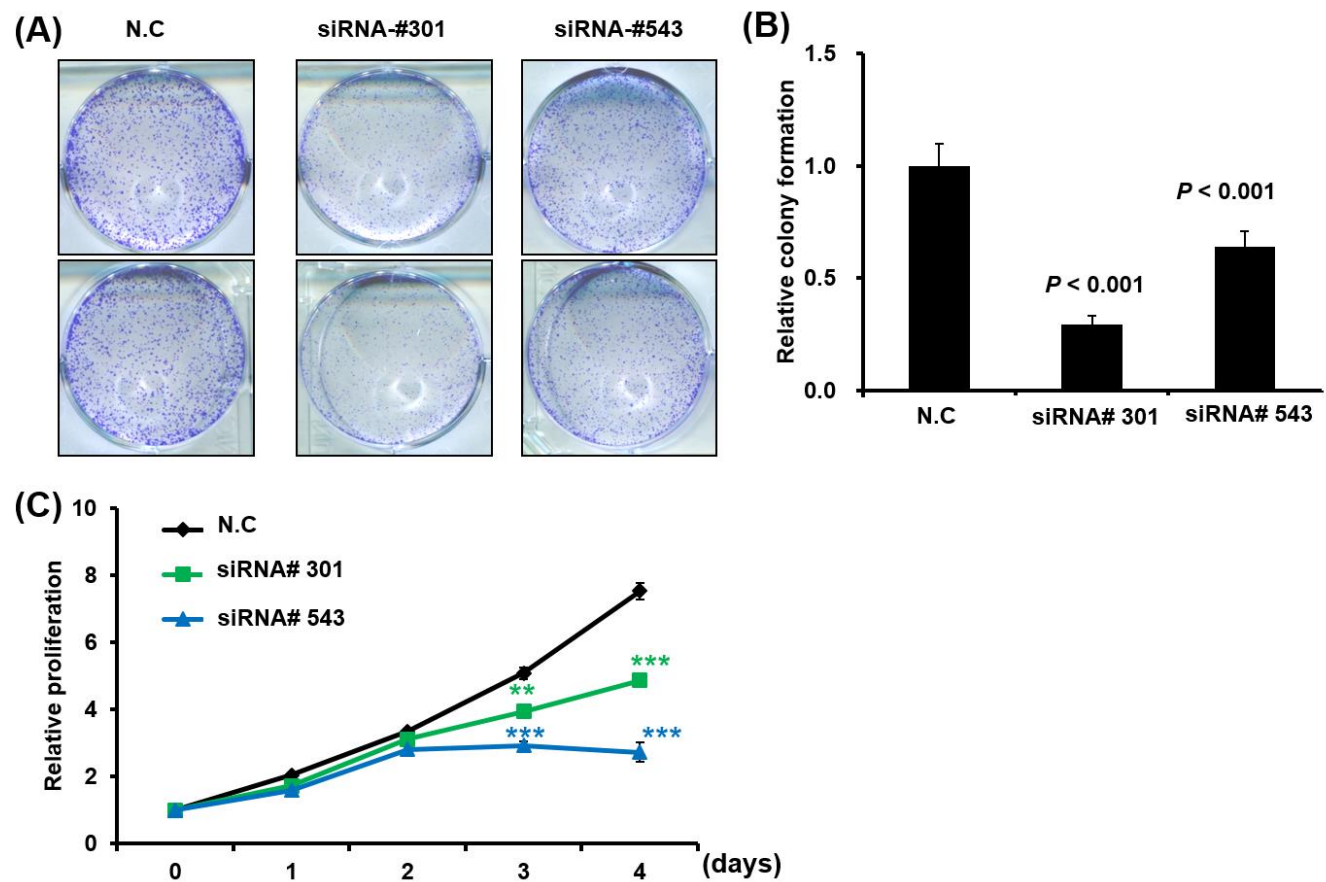 (A)
N.C
siRNA-#301
siRNA-#543
(B)
Relative colony formation
1.5
1.0
0.5
0.0
P < 0.001
P < 0.001
N.C
siRNA# 301
siRNA# 543
(C)
Relative proliferation
10
8
6
4
2
0
N.C
siRNA# 301
siRNA# 543
**
***
***
***
0 1 2 3 4 (days)